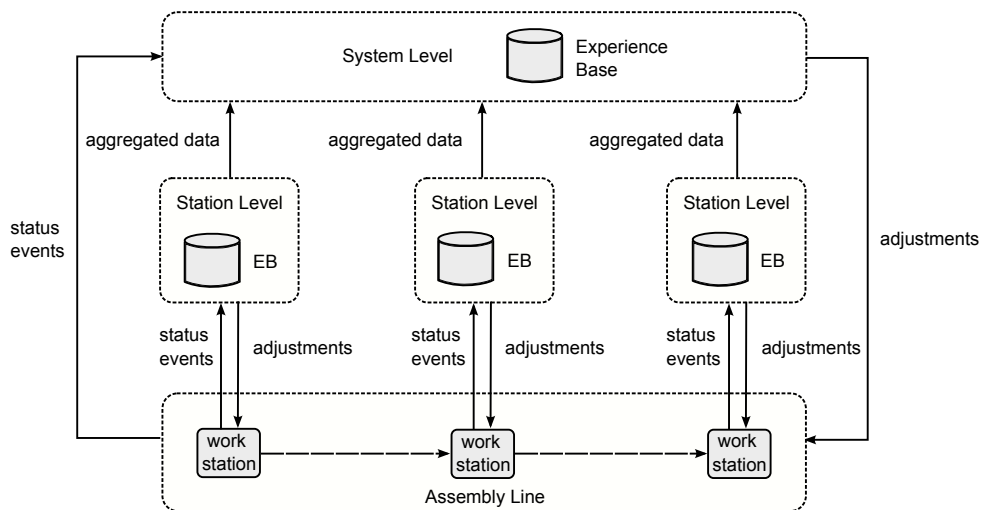 System Level
Experience
Base
aggregated data
aggregated data
aggregated data
Station Level
Station Level
Station Level
status
events
EB
EB
EB
adjustments
status
events
adjustments
status
events
adjustments
status
events
adjustments
work
station
work
station
work
station
Assembly Line